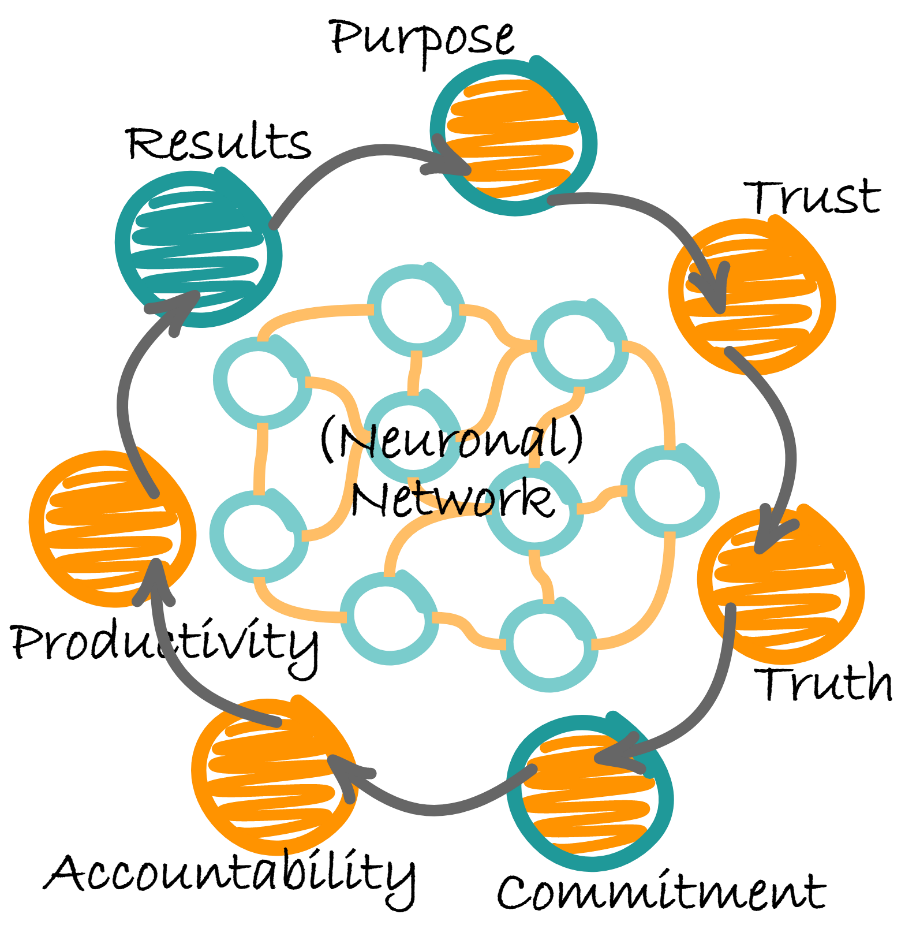 Purpose
Results
Trust
(Neuronal)
Network
Productivity
Truth
Accountability
Commitment